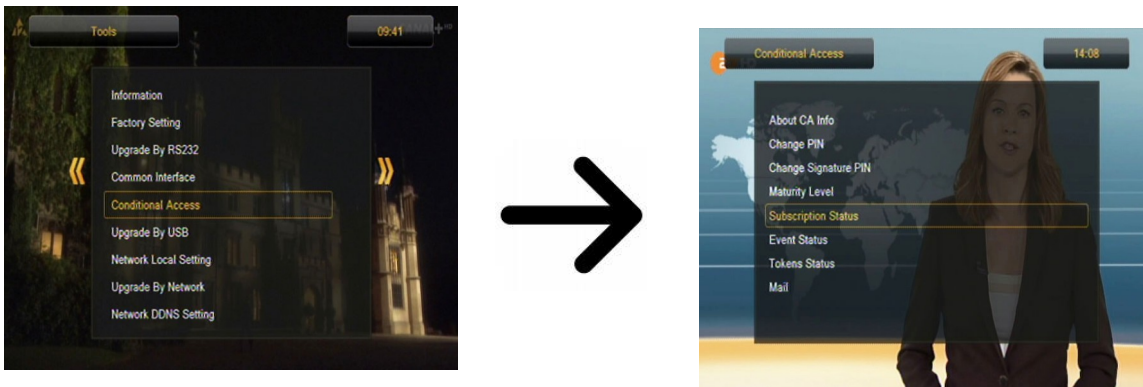 Tools
09:41
Information
Factory Setting
Upgrade By RS232
Common Interface
Conditional Access
Upgrade By USB
Network Local Setting
Upgrade By Network
Network DDNS Setting
Conditional Access
14:08
About CA Info
Change PIN
Change Signature PIN
Maturity Level
Subscription Status
Event Status
Tokens Status
Mail